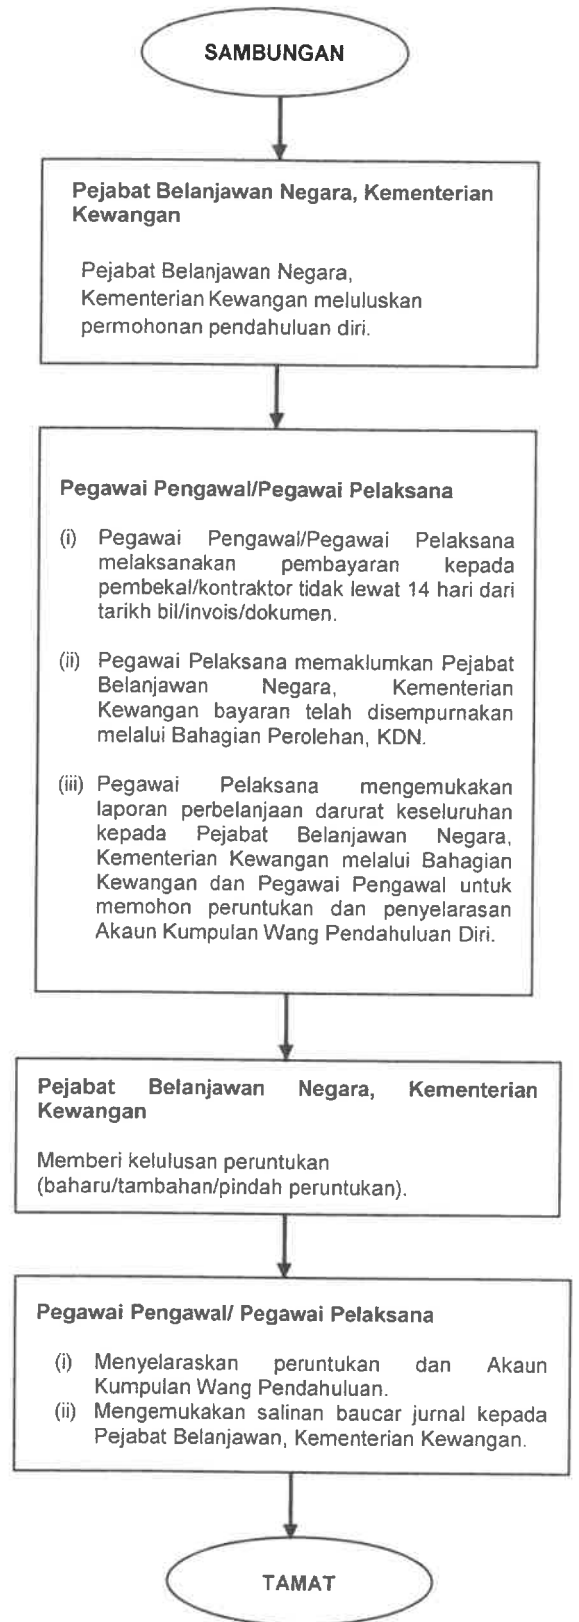 SAMBUNGAN
Pejabat Belanjawan Negara, Kementerian
Kewangan
Pejabat Belanjawan Negara,
Kementerian Kewangan meluluskan
permohonan pendahuluan diri.
Pegawai Pengawal/Pegawai Pelaksana
(i) Pegawai Pengawal/Pegawai Pelaksana
melaksanakan pembayaran kepada
pembekal/kontraktor tidak lewat 14 hari dari
tarikh bil/invois/dokumen.
(ii) Pegawai Pelaksana memaklumkan Pejabat
Belanjawan Negara, Kementerian
Kewangan bayaran telah disempurnakan
melalui Bahagian Perolehan, KDN.
(iii) Pegawai Pelaksana mengemukakan
laporan perbelanjaan darurat keseluruhan
kepada Pejabat Belanjawan Negara,
Kementerian Kewangan melalui Bahagian
Kewangan dan Pegawai Pengawal untuk
memohon peruntukan dan penyelarasan
Akaun Kumpulan Wang Pendahuluan Diri.
Pejabat Belanjawan Negara, Kementerian
Kewangan
Memberi kelulusan peruntukan
(baharu/tambahan/pindah peruntukan).
Pegawai Pengawal/ Pegawai Pelaksana
(i) Menyelaraskan peruntukan dan Akaun
Kumpulan Wang Pendahuluan.
(ii) Mengemukakan salinan baucar jurnal kepada
Pejabat Belanjawan, Kementerian Kewangan.
TAMAT